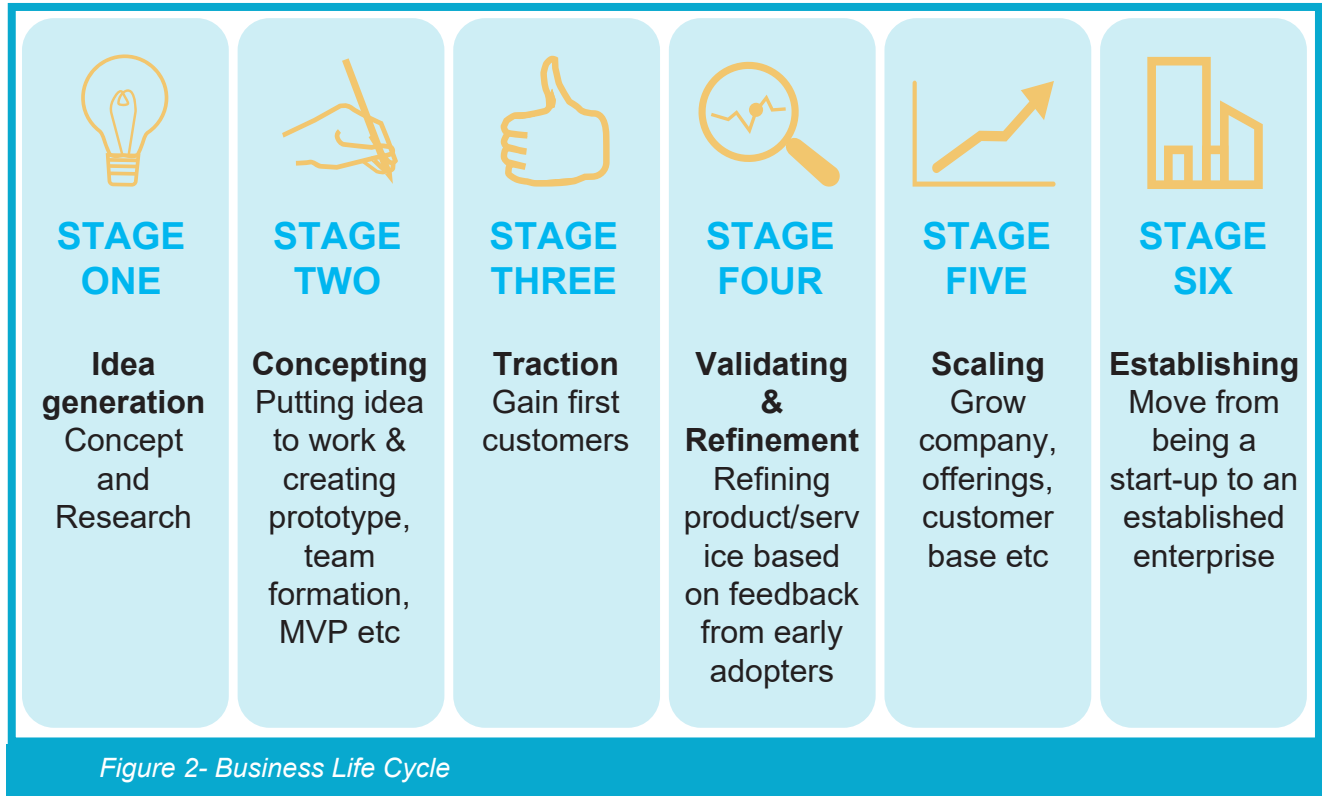 STAGE
ONE
Idea
generation
Concept
and
Research
STAGE
TWO
Concepting
Putting idea
to work &
creating
prototype,
team
formation,
MVP etc
STAGE
THREE
Traction
Gain first
customers
STAGE
FOUR
Validating
&
Refinement
Refining
product/serv
ice based
on feedback
from early
adopters
STAGE
FIVE
Scaling
Grow
company,
offerings,
customer
base etc
STAGE
SIX
Establishing
Move from
being a
start-up to an
established
enterprise
Figure 2- Business Life Cycle